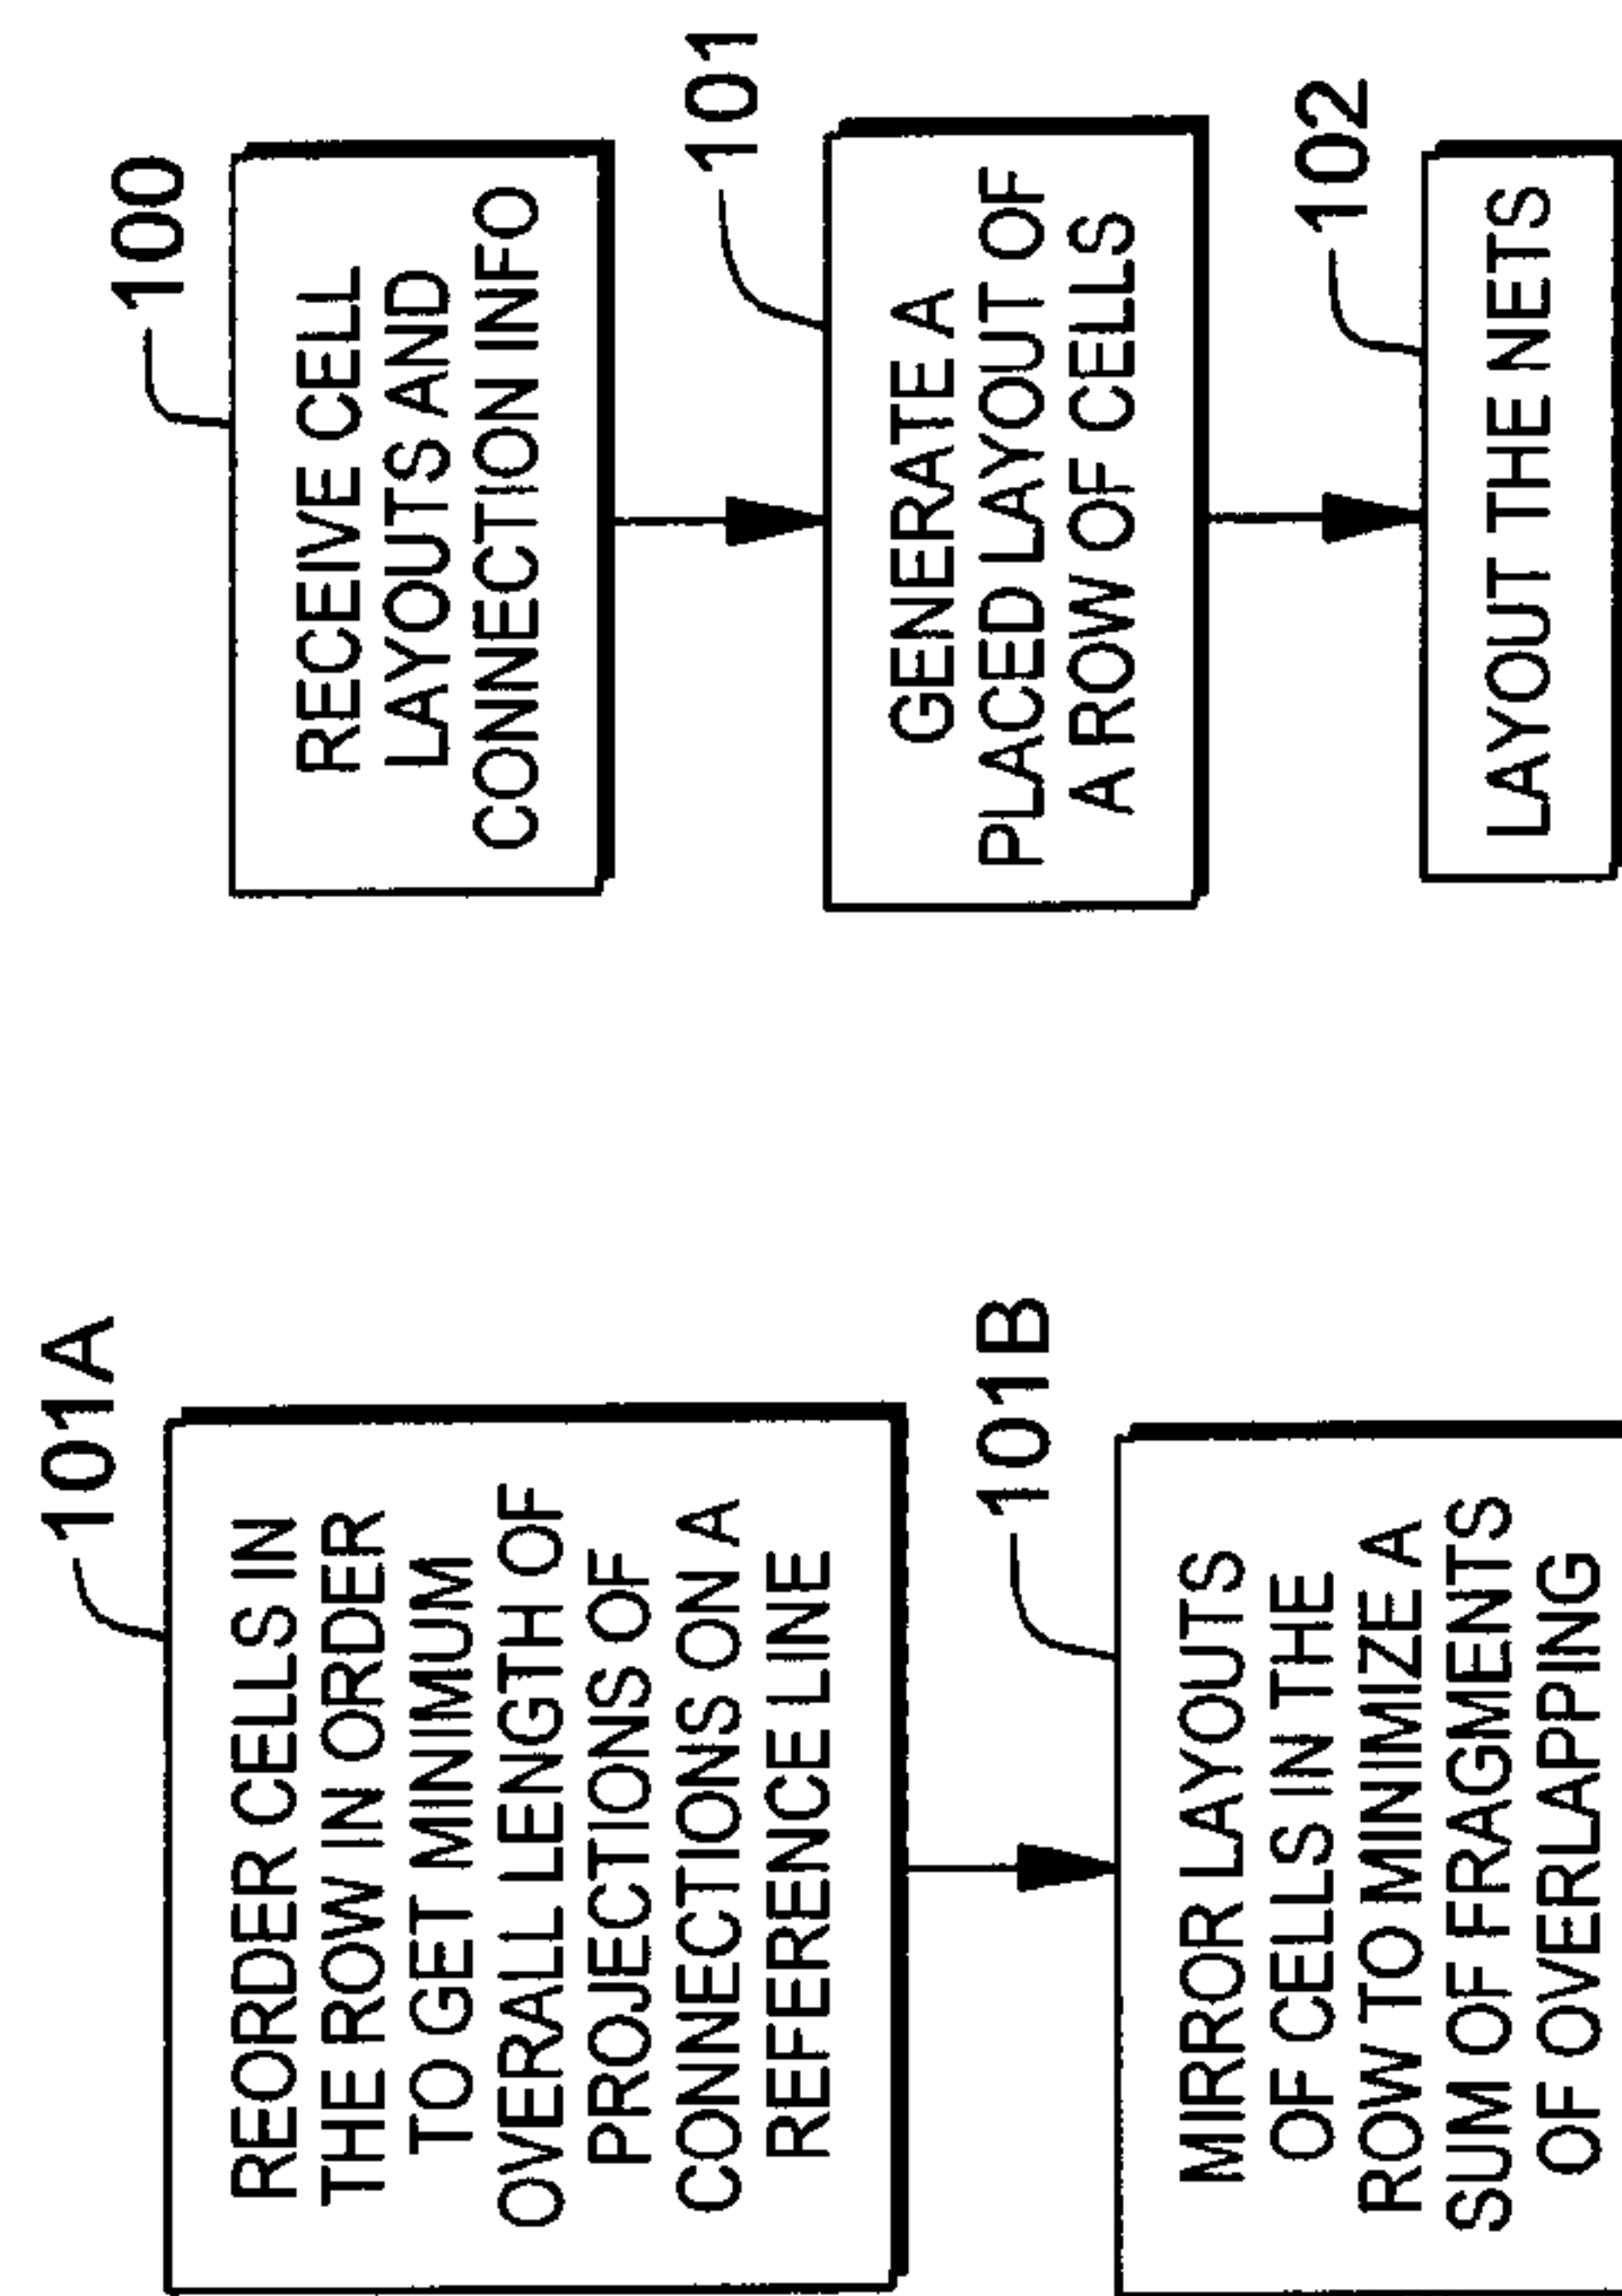 101A
REORDER CELLS IN
THE ROW IN ORDER
TO GET MINIMUM
OVERALL LENGTH OF
PROJECTIONS OF
CONNECTIONS ON A
REFERENCE LINE
101B
MIRROR LAYOUTS
OF CELLS IN THE
ROW TO MINIMIZE A
SUM OF FRAGMENTS
OF OVERLAPPING
100
RECEIVE CELL
LAYOUTS AND
CONNECTION INFO
101
GENERATE A
PLACED LAYOUT OF
A ROW OF CELLS
102
LAYOUT THE NETS